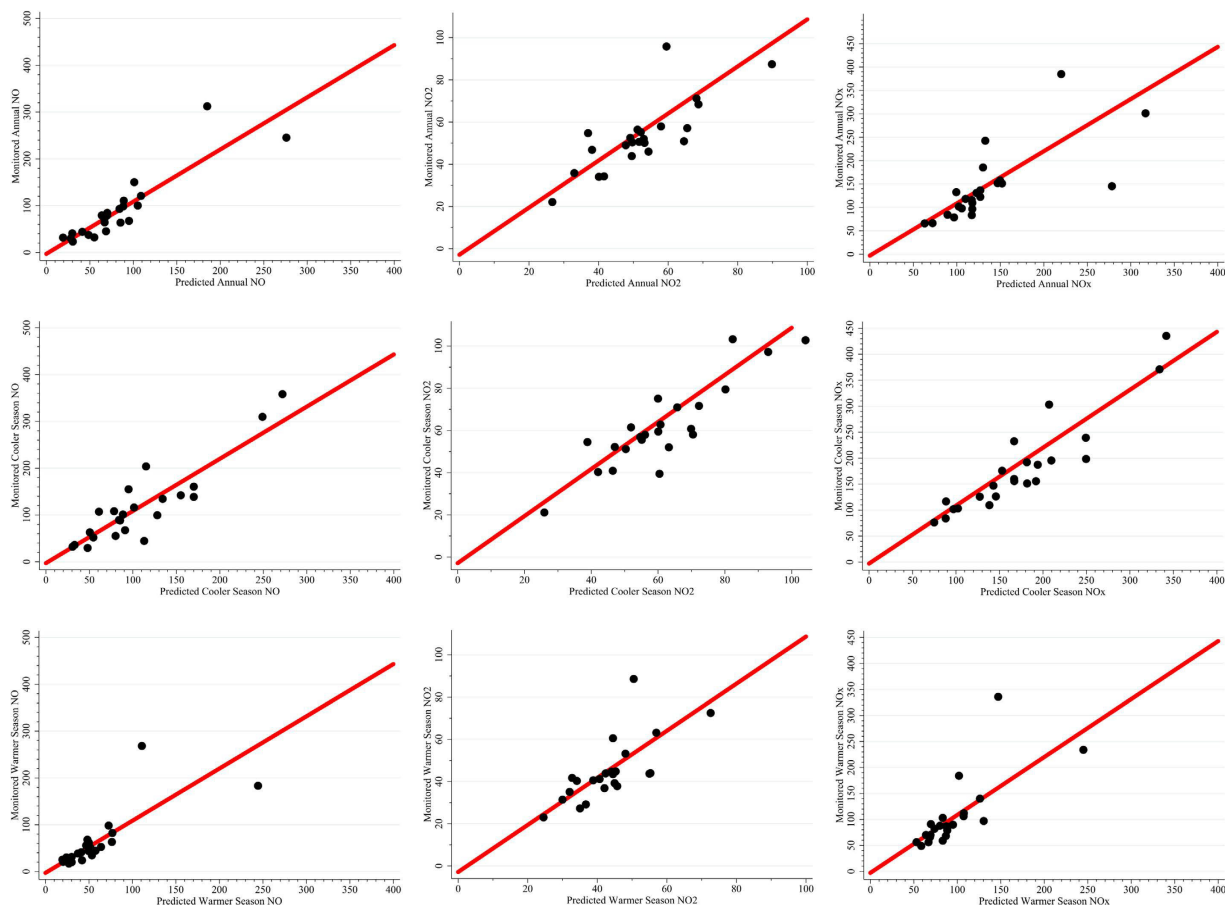 Monitored Annual NO
500
400
300
200
100
0
0 50 100 150 200 250 300 350 400
Predicted Annual NO
Monitored Annual NO2
100
80
60
40
20
0
0 20 40 60 80 100
Predicted Annual NO2
Monitored Annual NOx
450
400
350
300
250
200
150
100
50
0
0 50 100 150 200 250 300 350 400
Predicted Annual NOx
Monitored Cooler Season NO
500
400
300
200
100
0
0 50 100 150 200 250 300 350 400
Predicted Cooler Season NO
Monitored Cooler Season NO2
100
80
60
40
20
0
0 20 40 60 80 100
Predicted Cooler Season NO2
Monitored Cooler Season NOx
450
400
350
300
250
200
150
100
50
0
0 50 100 150 200 250 300 350 400
Predicted Cooler Season NOx
Monitored Warmer Season NO
500
400
300
200
100
0
0 50 100 150 200 250 300 350 400
Predicted Warmer Season NO
Monitored Warmer Season NO2
100
80
60
40
20
0
0 20 40 60 80 100
Predicted Warmer Season NO2
Monitored Warmer Season NOx
450
400
350
300
250
200
150
100
50
0
0 50 100 150 200 250 300 350 400
Predicted Warmer Season NOx